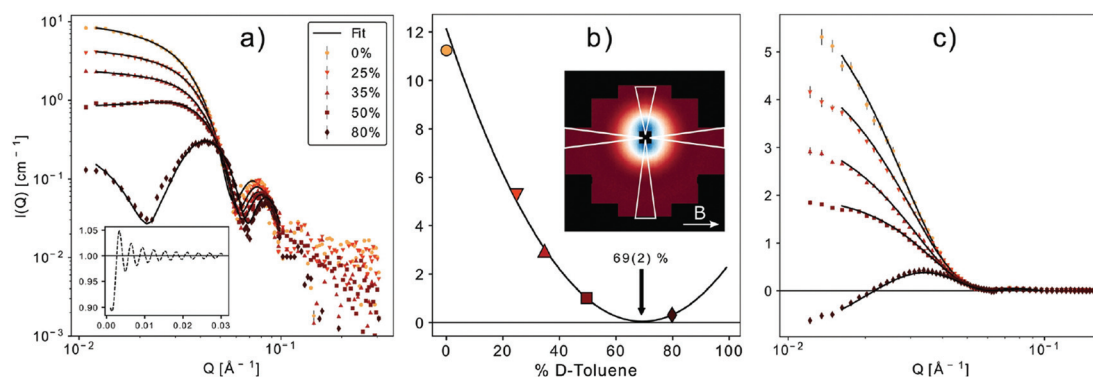 a)
I(Q) [cm⁻¹]
10¹
10⁰
10⁻¹
10⁻²
10⁻³
Fit
0%
25%
35%
50%
80%
1.05
1.00
0.95
0.90
0.00 0.01 0.02 0.03
10⁻² 10⁻¹
Q [Å⁻¹]
b)
12
10
8
6
4
2
0
B
69(2) %
0 20 40 60 80 100
% D-Toluene
c)
5
4
3
2
1
0
10⁻² 10⁻¹
Q [Å⁻¹]